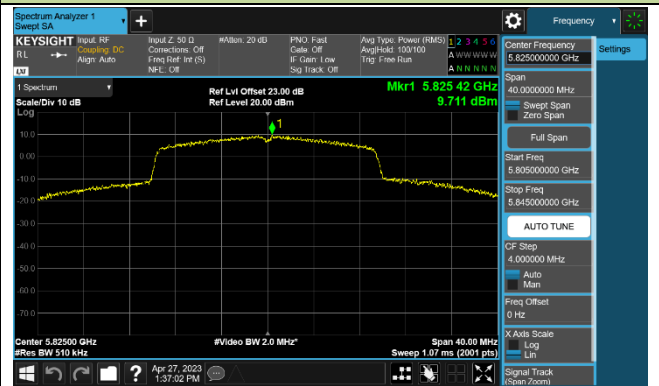 Spectrum Analyzer 1
Swept SA
Frequency
KEYSIGHT
RL
LXI
Input: RF
Coupling: DC
Align: Auto
Input Z: 50 Ω
Corrections: Off
Freq Ref: Int (S)
NFE: Off
#Atten: 20 dB
PNO: Fast
Gate: Off
IF Gain: Low
Sig Track: Off
Avg Type: Power (RMS)
Avg|Hold: 100/100
Trig: Free Run
1 2 3 4 5 6
A W W W W W
A N N N N N
1 Spectrum
Scale/Div 10 dB
Log
Ref Lvl Offset 23.00 dB
Ref Level 20.00 dBm
Mkr1 5.825 42 GHz
9.711 dBm
1
10.0
0.00
-10.0
-20.0
-30.0
-40.0
-50.0
-60.0
-70.0
Center 5.82500 GHz
#Res BW 510 kHz
#Video BW 2.0 MHz*
Span 40.00 MHz
Sweep 1.07 ms (2001 pts)
Apr 27, 2023
1:37:02 PM
Center Frequency
5.825000000 GHz
Settings
Span
40.0000000 MHz
Swept Span
Zero Span
Full Span
Start Freq
5.805000000 GHz
Stop Freq
5.845000000 GHz
AUTO TUNE
CF Step
4.000000 MHz
Auto
Man
Freq Offset
0 Hz
X Axis Scale
Log
Lin
Signal Track
(Span Zoom)